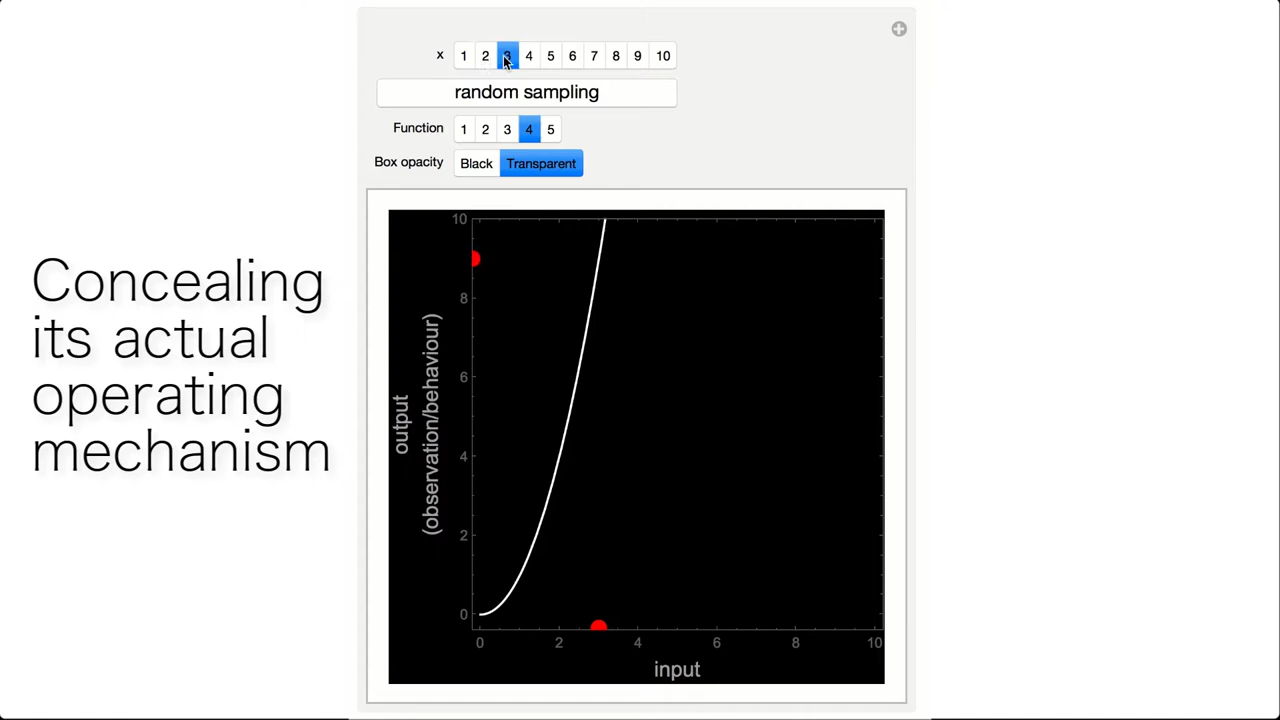 x 1 2 3 4 5 6 7 8 9 10
random sampling
Function 1 2 3 4 5
Box opacity Black Transparent
Concealing
its actual
operating
mechanism
output
(observation/behaviour)
10
8
6
4
2
0
0 2 4 6 8 10
input